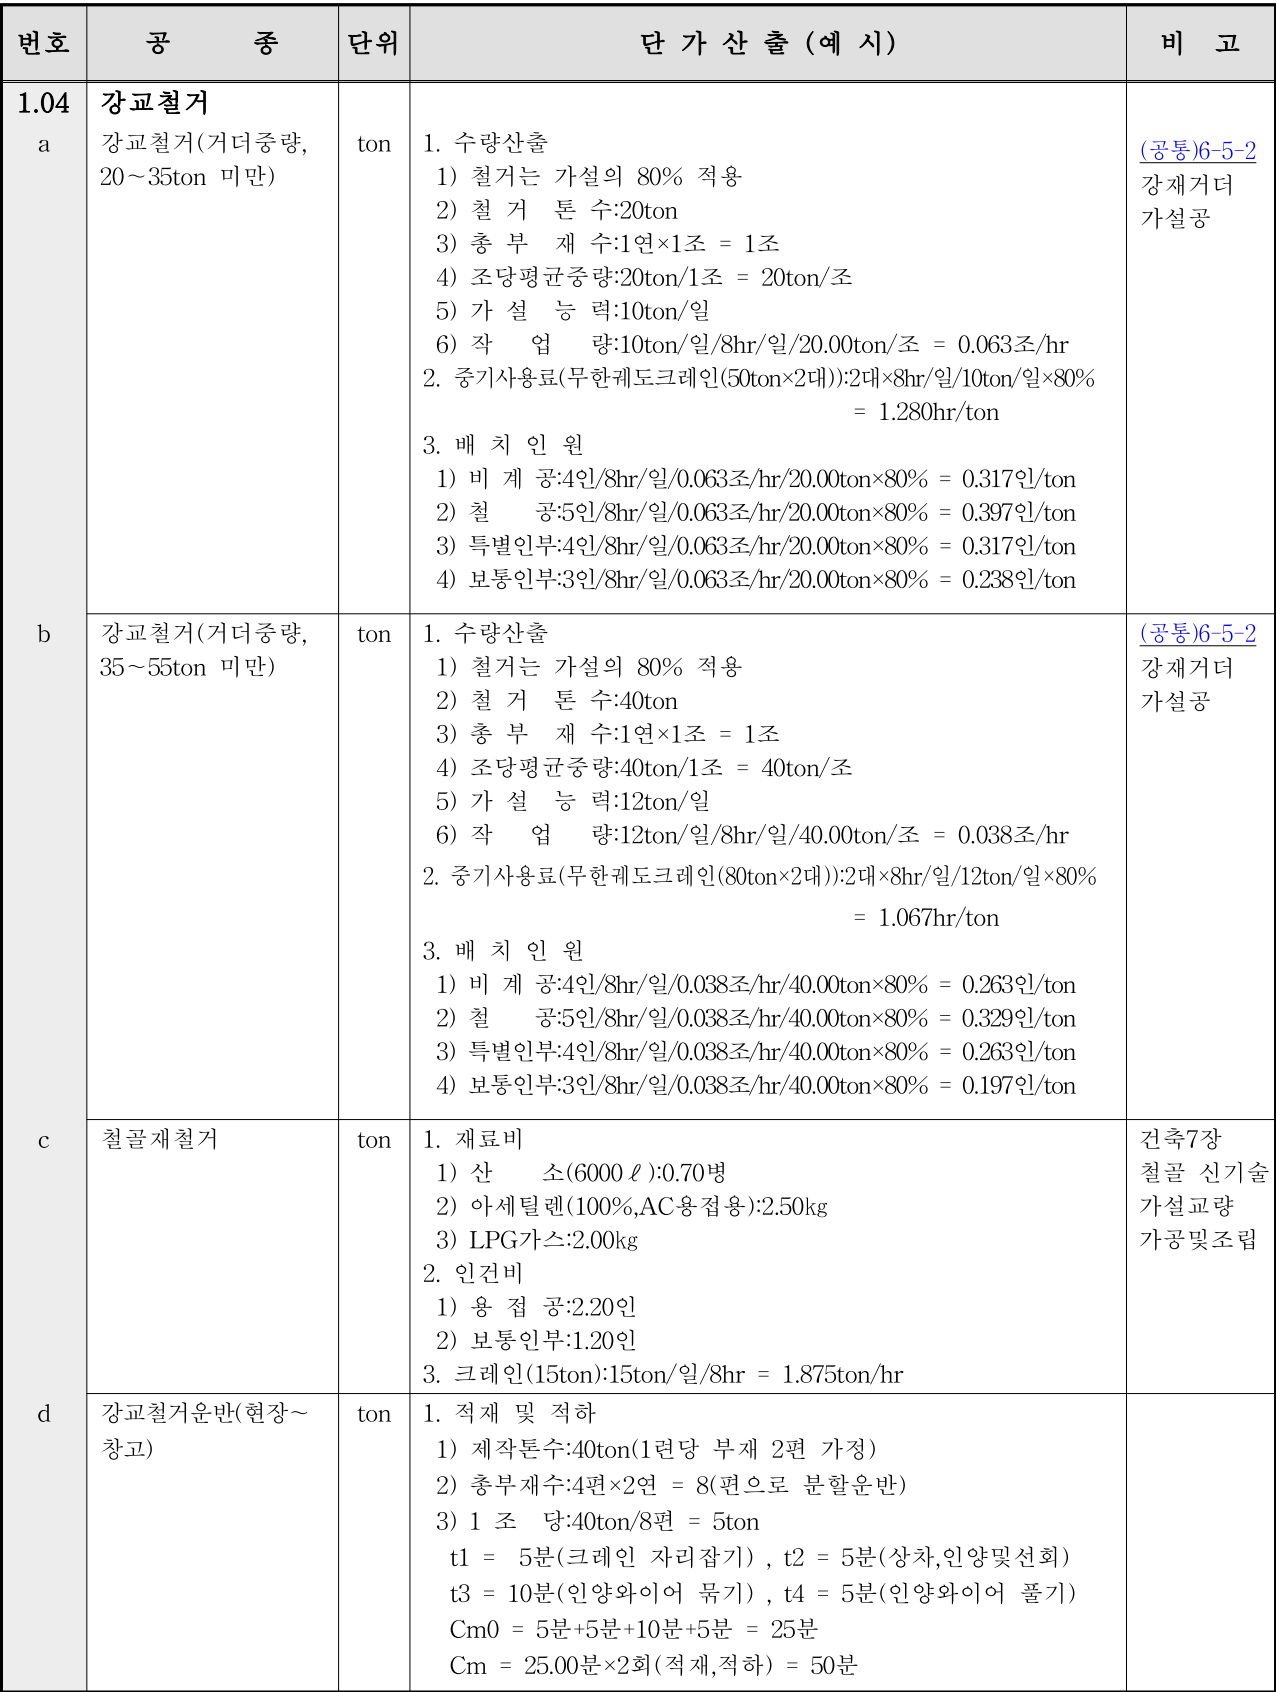 번호 공 종 단위 단 가 산 출 (예 시) 비 고
1.04 강교철거
a 강교철거(거더중량, ton 1. 수량산출 (공통)6-5-2
20~35ton 미만) 1) 철거는 가설의 80% 적용 강재거더
2) 철 거 톤 수:20ton 가설공
3) 총 부 재 수:1연×1조 = 1조
4) 조당평균중량:20ton/1조 = 20ton/조
5) 가 설 능 력:10ton/일
6) 작 업 량:10ton/일/8hr/일/20.00ton/조 = 0.063조/hr
2. 중기사용료(무한궤도크레인(50ton×2대)):2대×8hr/일/10ton/일×80%
= 1.280hr/ton
3. 배 치 인 원
1) 비 계 공:4인/8hr/일/0.063조/hr/20.00ton×80% = 0.317인/ton
2) 철 공:5인/8hr/일/0.063조/hr/20.00ton×80% = 0.397인/ton
3) 특별인부:4인/8hr/일/0.063조/hr/20.00ton×80% = 0.317인/ton
4) 보통인부:3인/8hr/일/0.063조/hr/20.00ton×80% = 0.238인/ton
b 강교철거(거더중량, ton 1. 수량산출 (공통)6-5-2
35~55ton 미만) 1) 철거는 가설의 80% 적용 강재거더
2) 철 거 톤 수:40ton 가설공
3) 총 부 재 수:1연×1조 = 1조
4) 조당평균중량:40ton/1조 = 40ton/조
5) 가 설 능 력:12ton/일
6) 작 업 량:12ton/일/8hr/일/40.00ton/조 = 0.038조/hr
2. 중기사용료(무한궤도크레인(80ton×2대)):2대×8hr/일/12ton/일×80%
= 1.067hr/ton
3. 배 치 인 원
1) 비 계 공:4인/8hr/일/0.038조/hr/40.00ton×80% = 0.263인/ton
2) 철 공:5인/8hr/일/0.038조/hr/40.00ton×80% = 0.329인/ton
3) 특별인부:4인/8hr/일/0.038조/hr/40.00ton×80% = 0.263인/ton
4) 보통인부:3인/8hr/일/0.038조/hr/40.00ton×80% = 0.197인/ton
c 철골재철거 ton 1. 재료비 건축7장
1) 산 소(6000ℓ):0.70병 철골 신기술
2) 아세틸렌(100%,AC용접용):2.50㎏ 가설교량
3) LPG가스:2.00㎏ 가공및조립
2. 인건비
1) 용 접 공:2.20인
2) 보통인부:1.20인
3. 크레인(15ton):15ton/일/8hr = 1.875ton/hr
d 강교철거운반(현장~ ton 1. 적재 및 적하
창고) 1) 제작톤수:40ton(1련당 부재 2편 가정)
2) 총부재수:4편×2연 = 8(편으로 분할운반)
3) 1 조 당:40ton/8편 = 5ton
t1 = 5분(크레인 자리잡기) , t2 = 5분(상차,인양및선회)
t3 = 10분(인양와이어 묶기) , t4 = 5분(인양와이어 풀기)
Cm0 = 5분+5분+10분+5분 = 25분
Cm = 25.00분×2회(적재,적하) = 50분